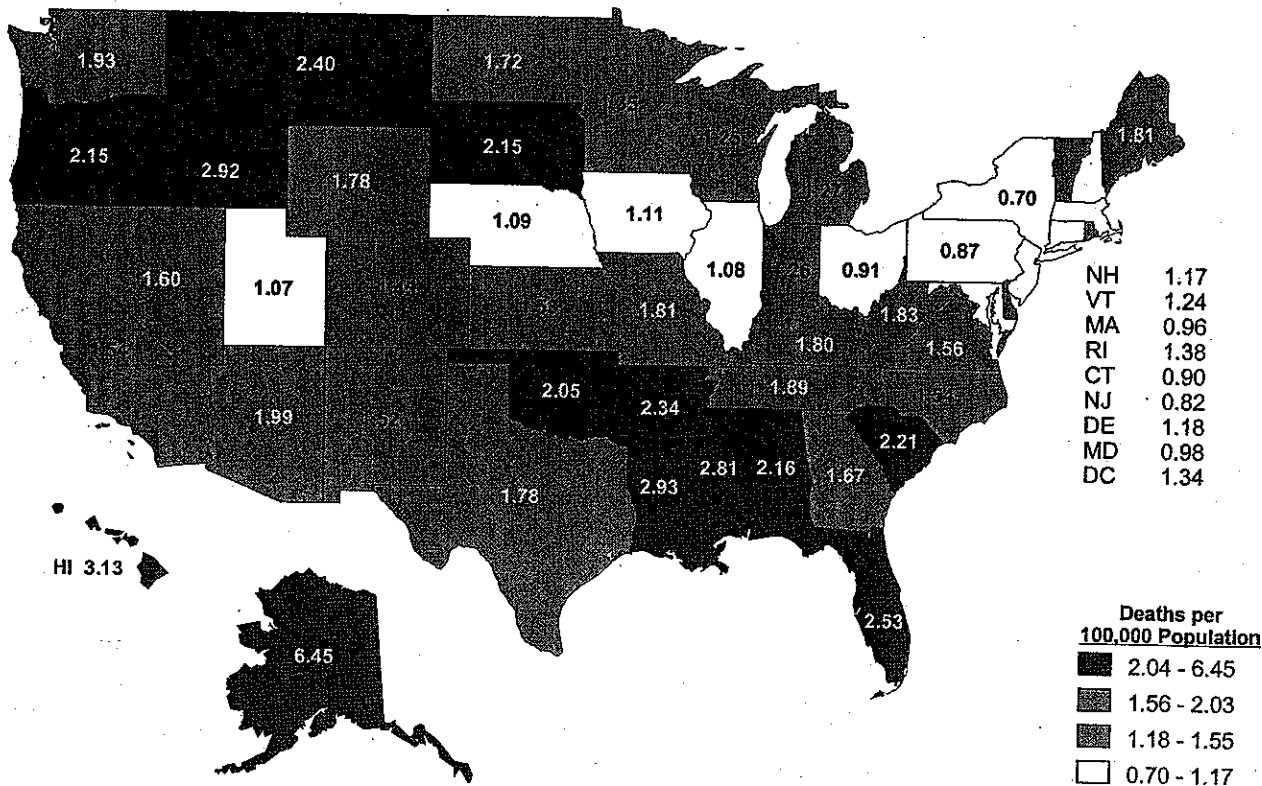 1.93
2.40
1.72
2.15
2.92
1.78
2.15
1.81
0.70
1.09
1.11
1.60
1.07
1.08
0.91
0.87
1.81
1.83
1.80
1.56
1.99
2.05
2.34
1.89
2.21
1.78
2.93
2.81
2.16
1.67
2.53
HI 3.13
6.45
NH 1.17
VT 1.24
MA 0.96
RI 1.38
CT 0.90
NJ 0.82
DE 1.18
MD 0.98
DC 1.34
Deaths per
100,000 Population
2.04 - 6.45
1.56 - 2.03
1.18 - 1.55
0.70 - 1.17